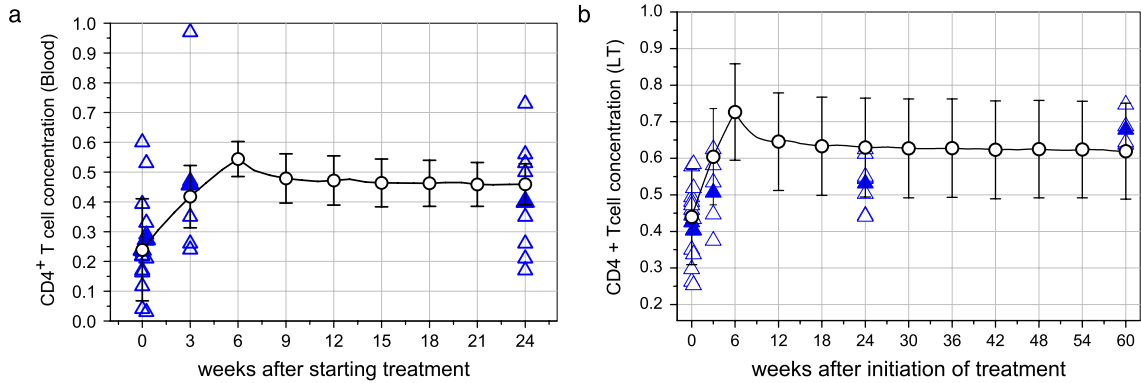 a
CD4+ T cell concentration (Blood)
1.0
0.9
0.8
0.7
0.6
0.5
0.4
0.3
0.2
0.1
0.0
0 3 6 9 12 15 18 21 24
weeks after starting treatment
b
CD4 + Tcell concentration (LT)
1.0
0.9
0.8
0.7
0.6
0.5
0.4
0.3
0.2
0 6 12 18 24 30 36 42 48 54 60
weeks after initiation of treatment